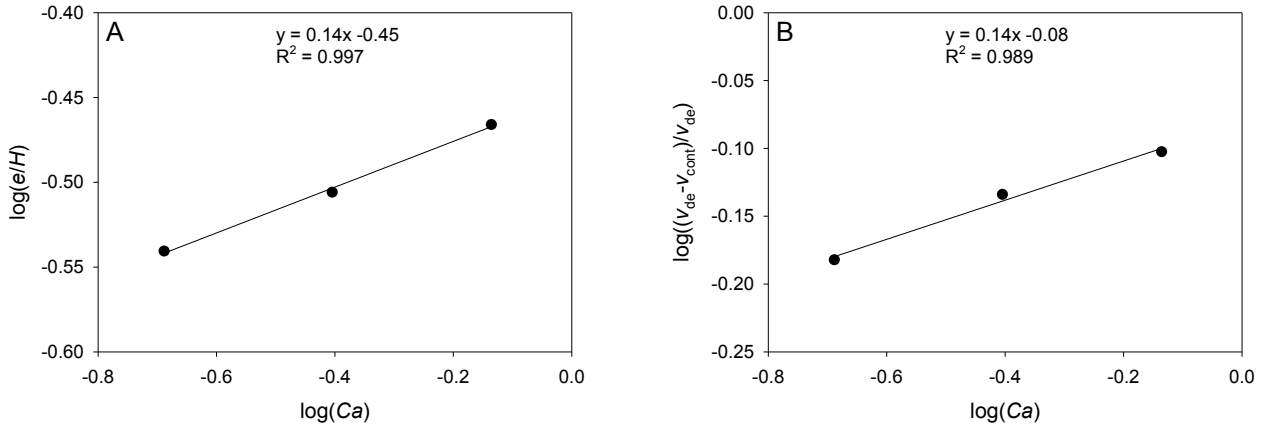 A
y = 0.14x -0.45
R² = 0.997
log(e/H)
-0.40
-0.45
-0.50
-0.55
-0.60
-0.8
-0.6
-0.4
-0.2
0.0
log(Ca)
B
y = 0.14x -0.08
R² = 0.989
log((v_de-v_cont)/v_de)
0.00
-0.05
-0.10
-0.15
-0.20
-0.25
-0.8
-0.6
-0.4
-0.2
0.0
log(Ca)